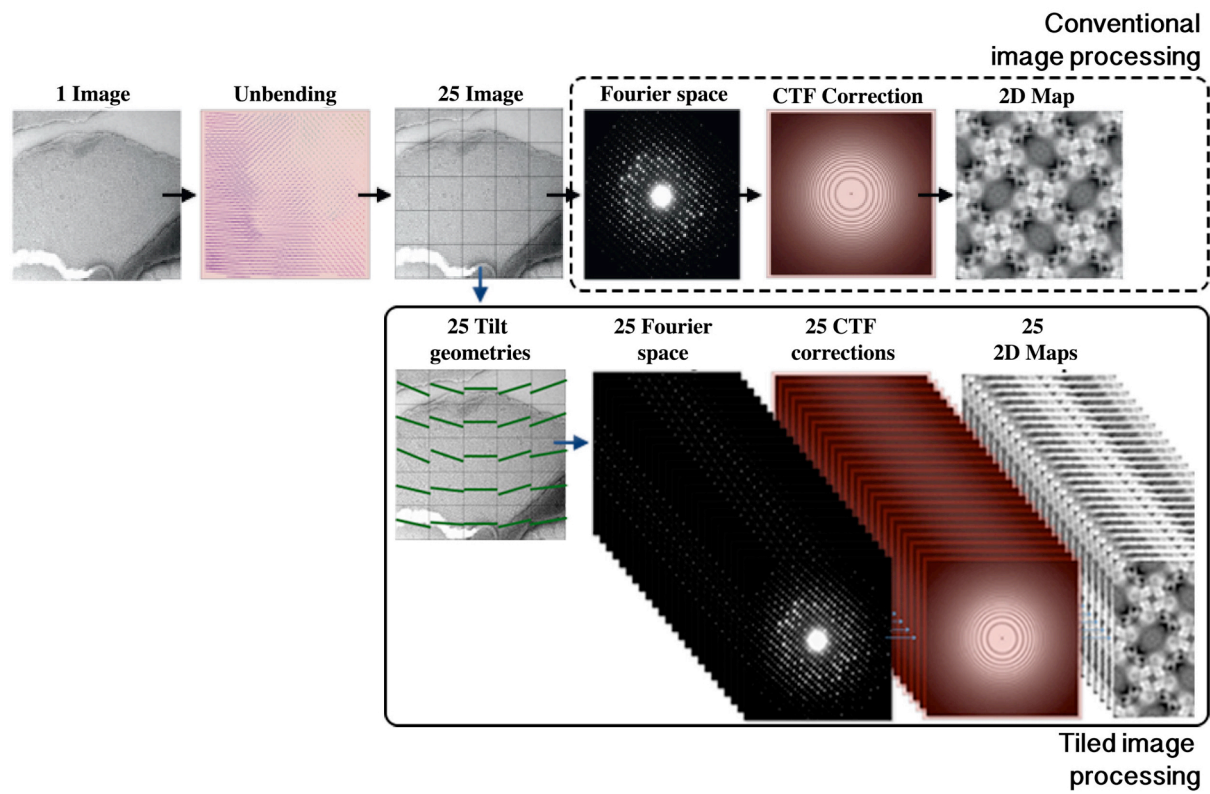 Conventional
image processing
1 Image
Unbending
25 Image
Fourier space
CTF Correction
2D Map
25 Tilt
geometries
25 Fourier
space
25 CTF
corrections
25
2D Maps
Tiled image
processing